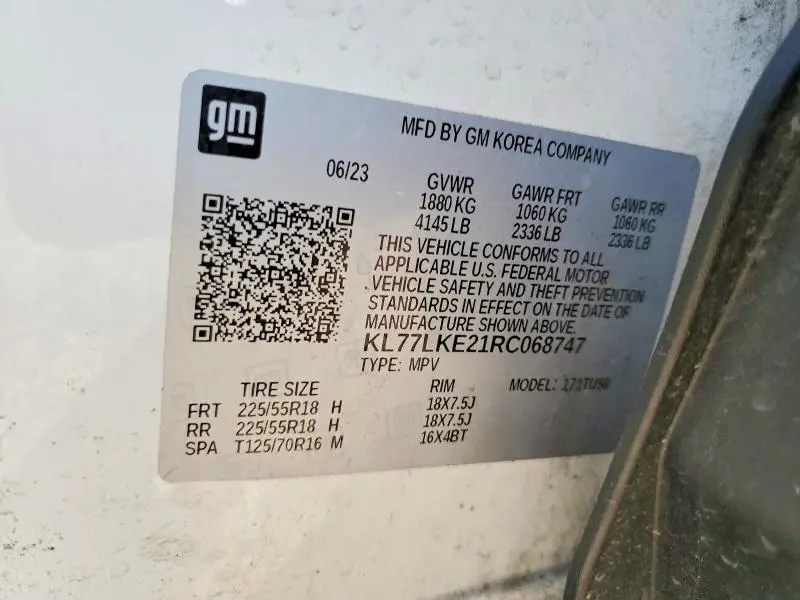 gm
MFD BY GM KOREA COMPANY
06/23
GVWR GAWR FRT GAWR RR
1880 KG 1060 KG 1060 KG
4145 LB 2336 LB 2336 LB
THIS VEHICLE CONFORMS TO ALL
APPLICABLE U.S. FEDERAL MOTOR
VEHICLE SAFETY AND THEFT PREVENTION
STANDARDS IN EFFECT ON THE DATE OF
MANUFACTURE SHOWN ABOVE.
KL77LKE21RC068747
TYPE: MPV
TIRE SIZE RIM MODEL:
FRT 225/55R18 H 18X7.5J
RR 225/55R18 H 18X7.5J
SPA T125/70R16 M 16X4BT